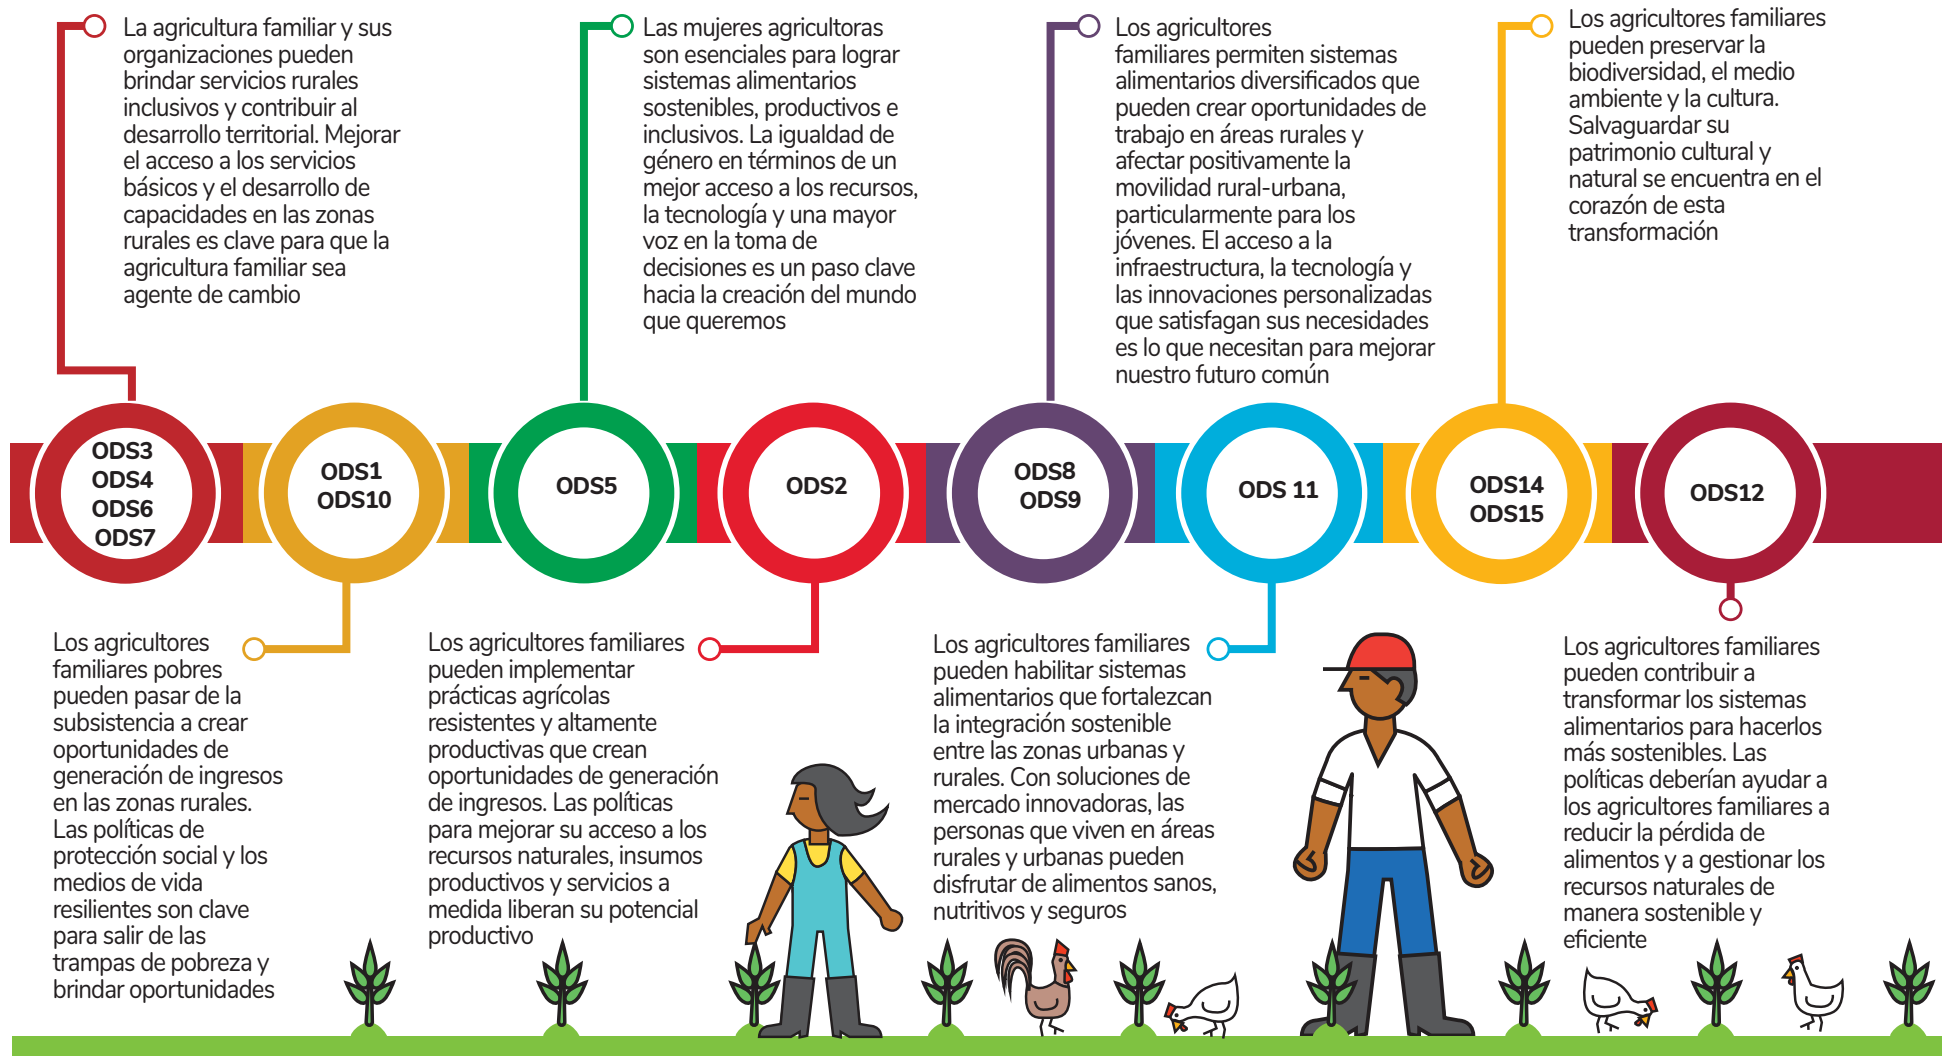 La agricultura familiar y sus
organizaciones pueden
brindar servicios rurales
inclusivos y contribuir al
desarrollo territorial. Mejorar
el acceso a los servicios
básicos y el desarrollo de
capacidades en las zonas
rurales es clave para que la
agricultura familiar sea
agente de cambio
Las mujeres agricultoras
son esenciales para lograr
sistemas alimentarios
sostenibles, productivos e
inclusivos. La igualdad de
género en términos de un
mejor acceso a los recursos,
la tecnología y una mayor
voz en la toma de
decisiones es un paso clave
hacia la creación del mundo
que queremos
Los agricultores
familiares permiten sistemas
alimentarios diversificados que
pueden crear oportunidades de
trabajo en áreas rurales y
afectar positivamente la
movilidad rural-urbana,
particularmente para los
jóvenes. El acceso a la
infraestructura, la tecnología y
las innovaciones personalizadas
que satisfagan sus necesidades
es lo que necesitan para mejorar
nuestro futuro común
Los agricultores familiares
pueden preservar la
biodiversidad, el medio
ambiente y la cultura.
Salvaguardar su
patrimonio cultural y
natural se encuentra en el
corazón de esta
transformación
ODS3
ODS4
ODS6
ODS7
ODS1
ODS10
ODS5
ODS2
ODS8
ODS9
ODS 11
ODS14
ODS15
ODS12
Los agricultores
familiares pobres
pueden pasar de la
subsistencia a crear
oportunidades de
generación de ingresos
en las zonas rurales.
Las políticas de
protección social y los
medios de vida
resilientes son clave
para salir de las
trampas de pobreza y
brindar oportunidades
Los agricultores familiares
pueden implementar
prácticas agrícolas
resistentes y altamente
productivas que crean
oportunidades de generación
de ingresos. Las políticas
para mejorar su acceso a los
recursos naturales, insumos
productivos y servicios a
medida liberan su potencial
productivo
Los agricultores familiares
pueden habilitar sistemas
alimentarios que fortalezcan
la integración sostenible
entre las zonas urbanas y
rurales. Con soluciones de
mercado innovadoras, las
personas que viven en áreas
rurales y urbanas pueden
disfrutar de alimentos sanos,
nutritivos y seguros
Los agricultores familiares
pueden contribuir a
transformar los sistemas
alimentarios para hacerlos
más sostenibles. Las
políticas deberían ayudar a
los agricultores familiares a
reducir la pérdida de
alimentos y a gestionar los
recursos naturales de
manera sostenible y
eficiente